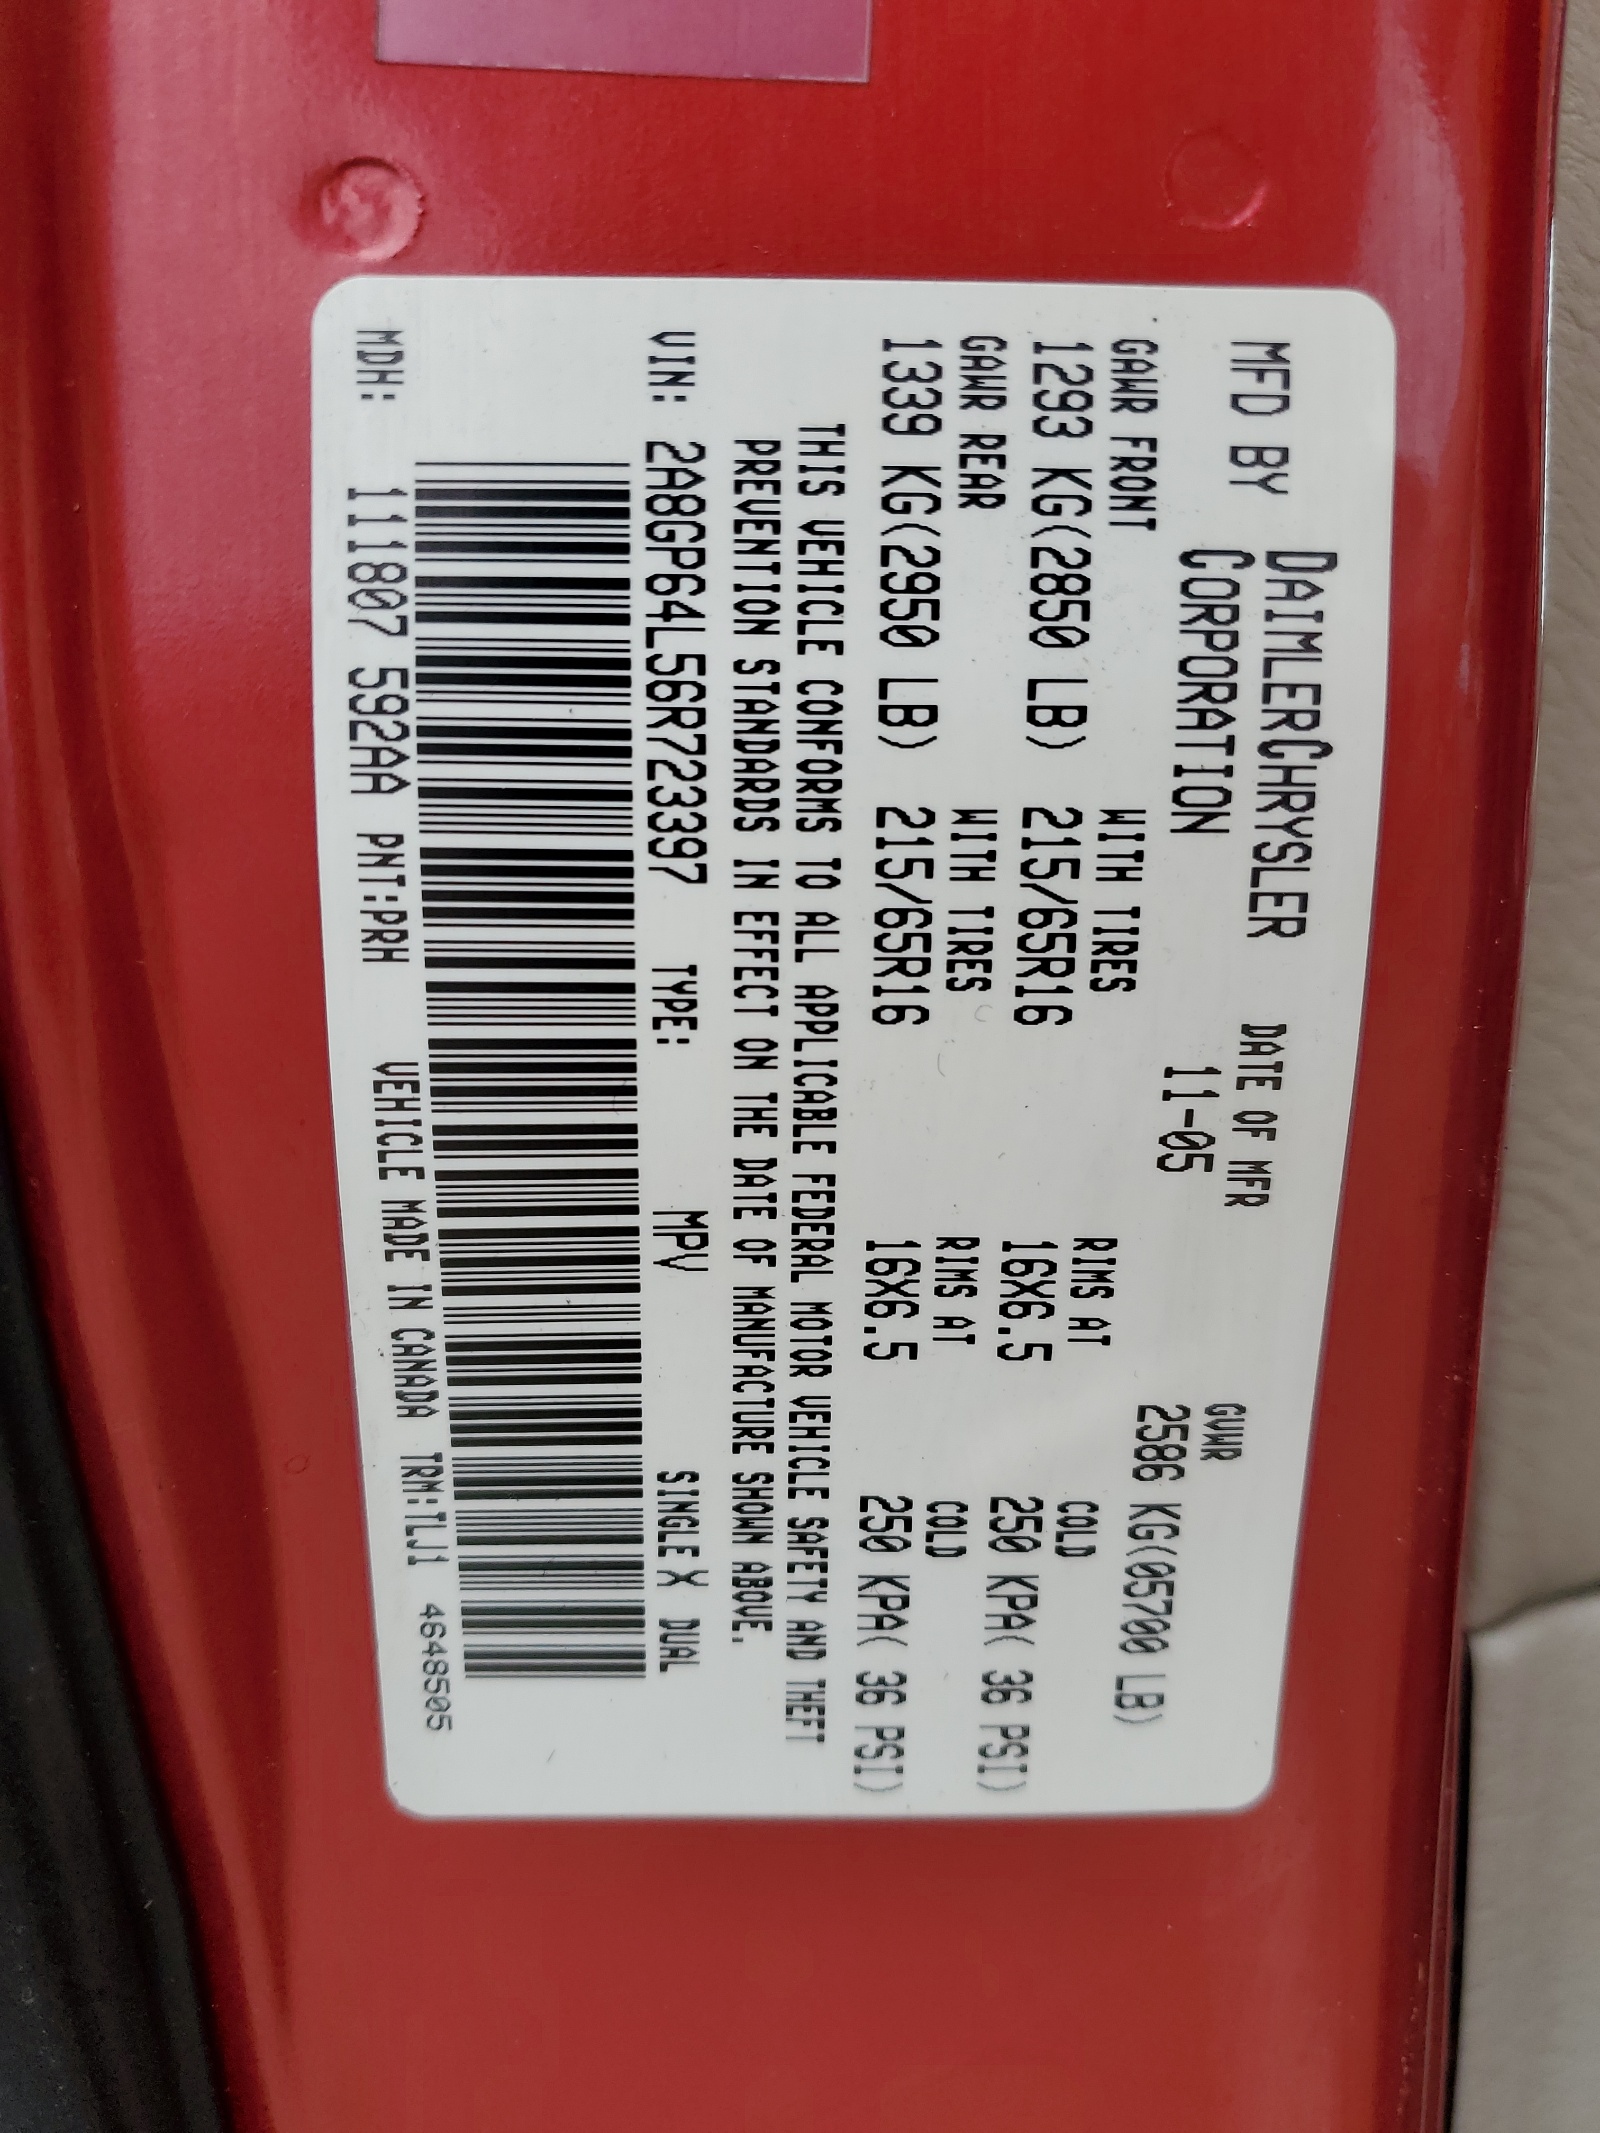 MFD BY DAIMLERCHRYSLER CORPORATION DATE OF MFR 11-05 GVWR 2586 KG(05700 LB)
GAWR FRONT WITH TIRES RIMS AT COLD
1293 KG(2850 LB) 215/65R16 16X6.5 250 KPA( 36 PSI)
GAWR REAR WITH TIRES RIMS AT COLD
1339 KG(2950 LB) 215/65R16 16X6.5 250 KPA( 36 PSI)
THIS VEHICLE CONFORMS TO ALL APPLICABLE FEDERAL MOTOR VEHICLE SAFETY AND THEFT
PREVENTION STANDARDS IN EFFECT ON THE DATE OF MANUFACTURE SHOWN ABOVE.
VIN: 2A8GP64L56R723397 TYPE: MPV SINGLE X DUAL
MDH: 111807 592AA PNT:PRH VEHICLE MADE IN CANADA TRM:TLJ1 4648505